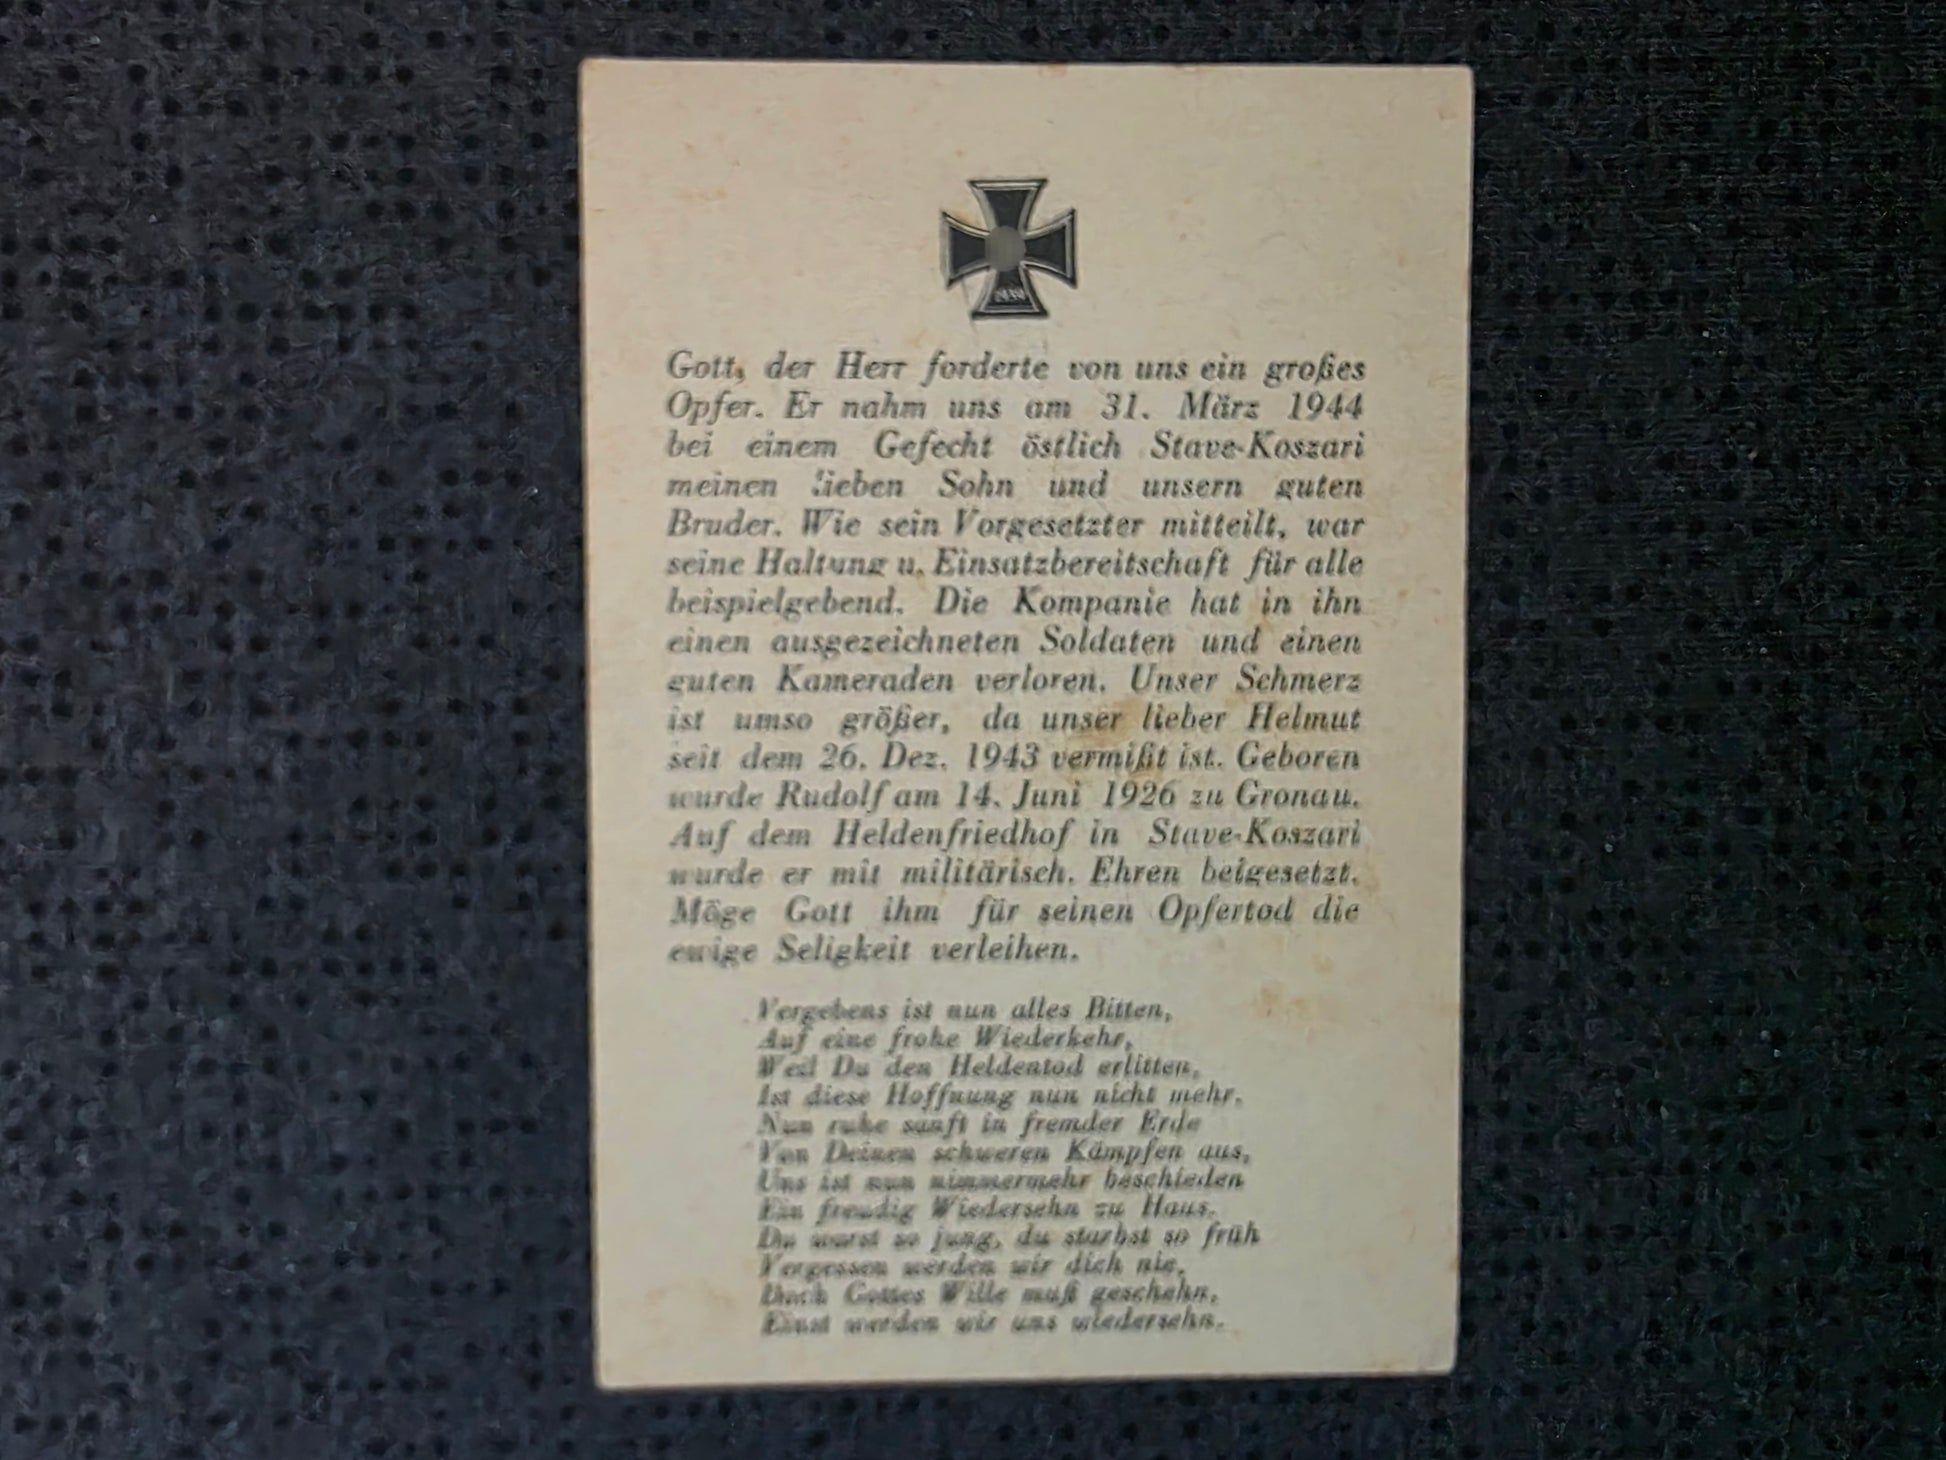 1939
Gott, der Herr forderte von uns ein großes
Opfer. Er nahm uns am 31. März 1944
bei einem Gefecht östlich Stave-Koszari
meinen lieben Sohn und unsern guten
Bruder. Wie sein Vorgesetzter mitteilt, war
seine Haltung u. Einsatzbereitschaft für alle
beispielgebend. Die Kompanie hat in ihn
einen ausgezeichneten Soldaten und einen
guten Kameraden verloren. Unser Schmerz
ist umso größer, da unser lieber Helmut
seit dem 26. Dez. 1943 vermißt ist. Geboren
wurde Rudolf am 14. Juni 1926 zu Gronau.
Auf dem Heldenfriedhof in Stave-Koszari
wurde er mit militärisch. Ehren beigesetzt.
Möge Gott ihm für seinen Opfertod die
ewige Seligkeit verleihen.
Vergebens ist nun alles Bitten,
Auf eine frohe Wiederkehr,
Weil Du den Heldentod erlitten,
Ist diese Hoffnung nun nicht mehr.
Nun ruhe sanft in fremder Erde
Von Deinen schweren Kämpfen aus,
Uns ist nun nimmermehr beschieden
Ein freudig Wiedersehn zu Haus.
Du warst so jung, du starbst so früh
Vergessen werden wir dich nie.
Doch Gottes Wille muß geschehn,
Einst werden wir uns wiedersehn.